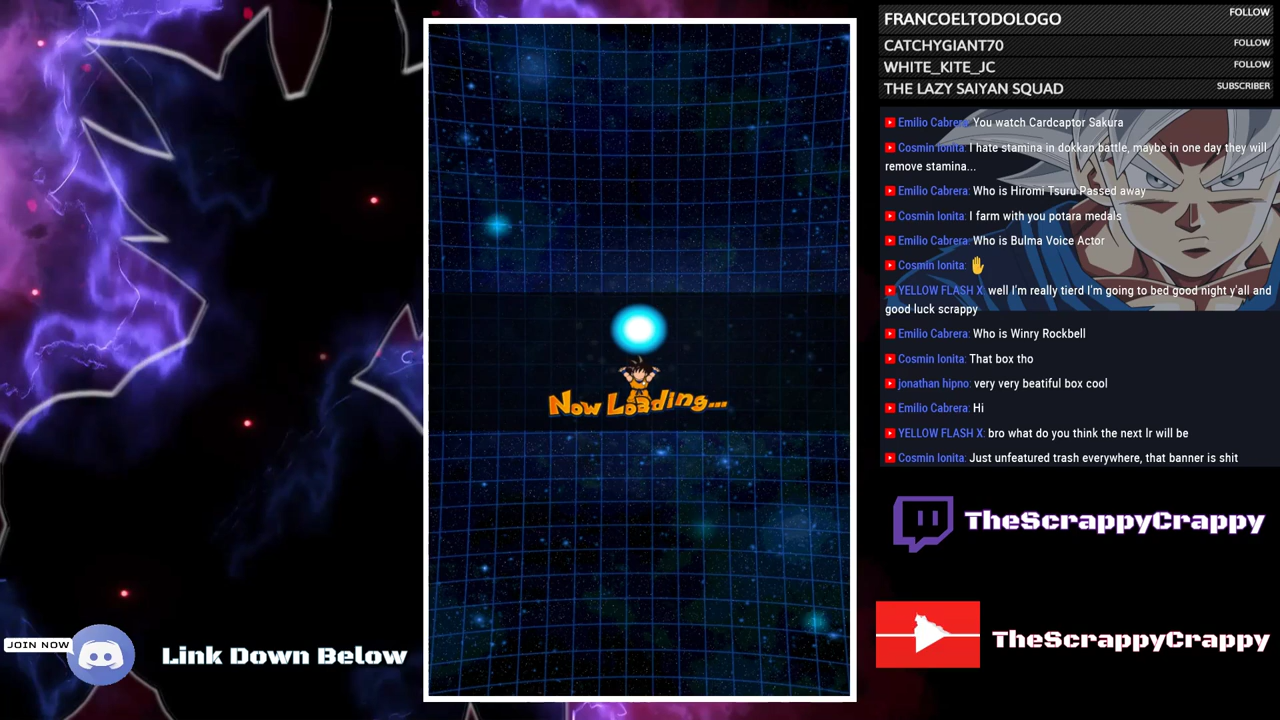 FRANCOELTODOLOGO FOLLOW
CATCHYGIANT70 FOLLOW
WHITE_KITE_JC FOLLOW
THE LAZY SAIYAN SQUAD SUBSCRIBER
Emilio Cabrera: You watch Cardcaptor Sakura
Cosmin Ionita: I hate stamina in dokkan battle, maybe in one day they will
remove stamina...
Emilio Cabrera: Who is Hiromi Tsuru Passed away
Cosmin Ionita: I farm with you potara medals
Emilio Cabrera: Who is Bulma Voice Actor
Cosmin Ionita: ✋
YELLOW FLASH X: well I'm really tierd I'm going to bed good night y'all and
good luck scrappy
Emilio Cabrera: Who is Winry Rockbell
Cosmin Ionita: That box tho
jonathan hipno: very very beatiful box cool
Emilio Cabrera: Hi
YELLOW FLASH X: bro what do you think the next lr will be
Cosmin Ionita: Just unfeatured trash everywhere, that banner is shit
Now Loading...
TheScrappyCrappy
TheScrappyCrappy
JOIN NOW
Link Down Below